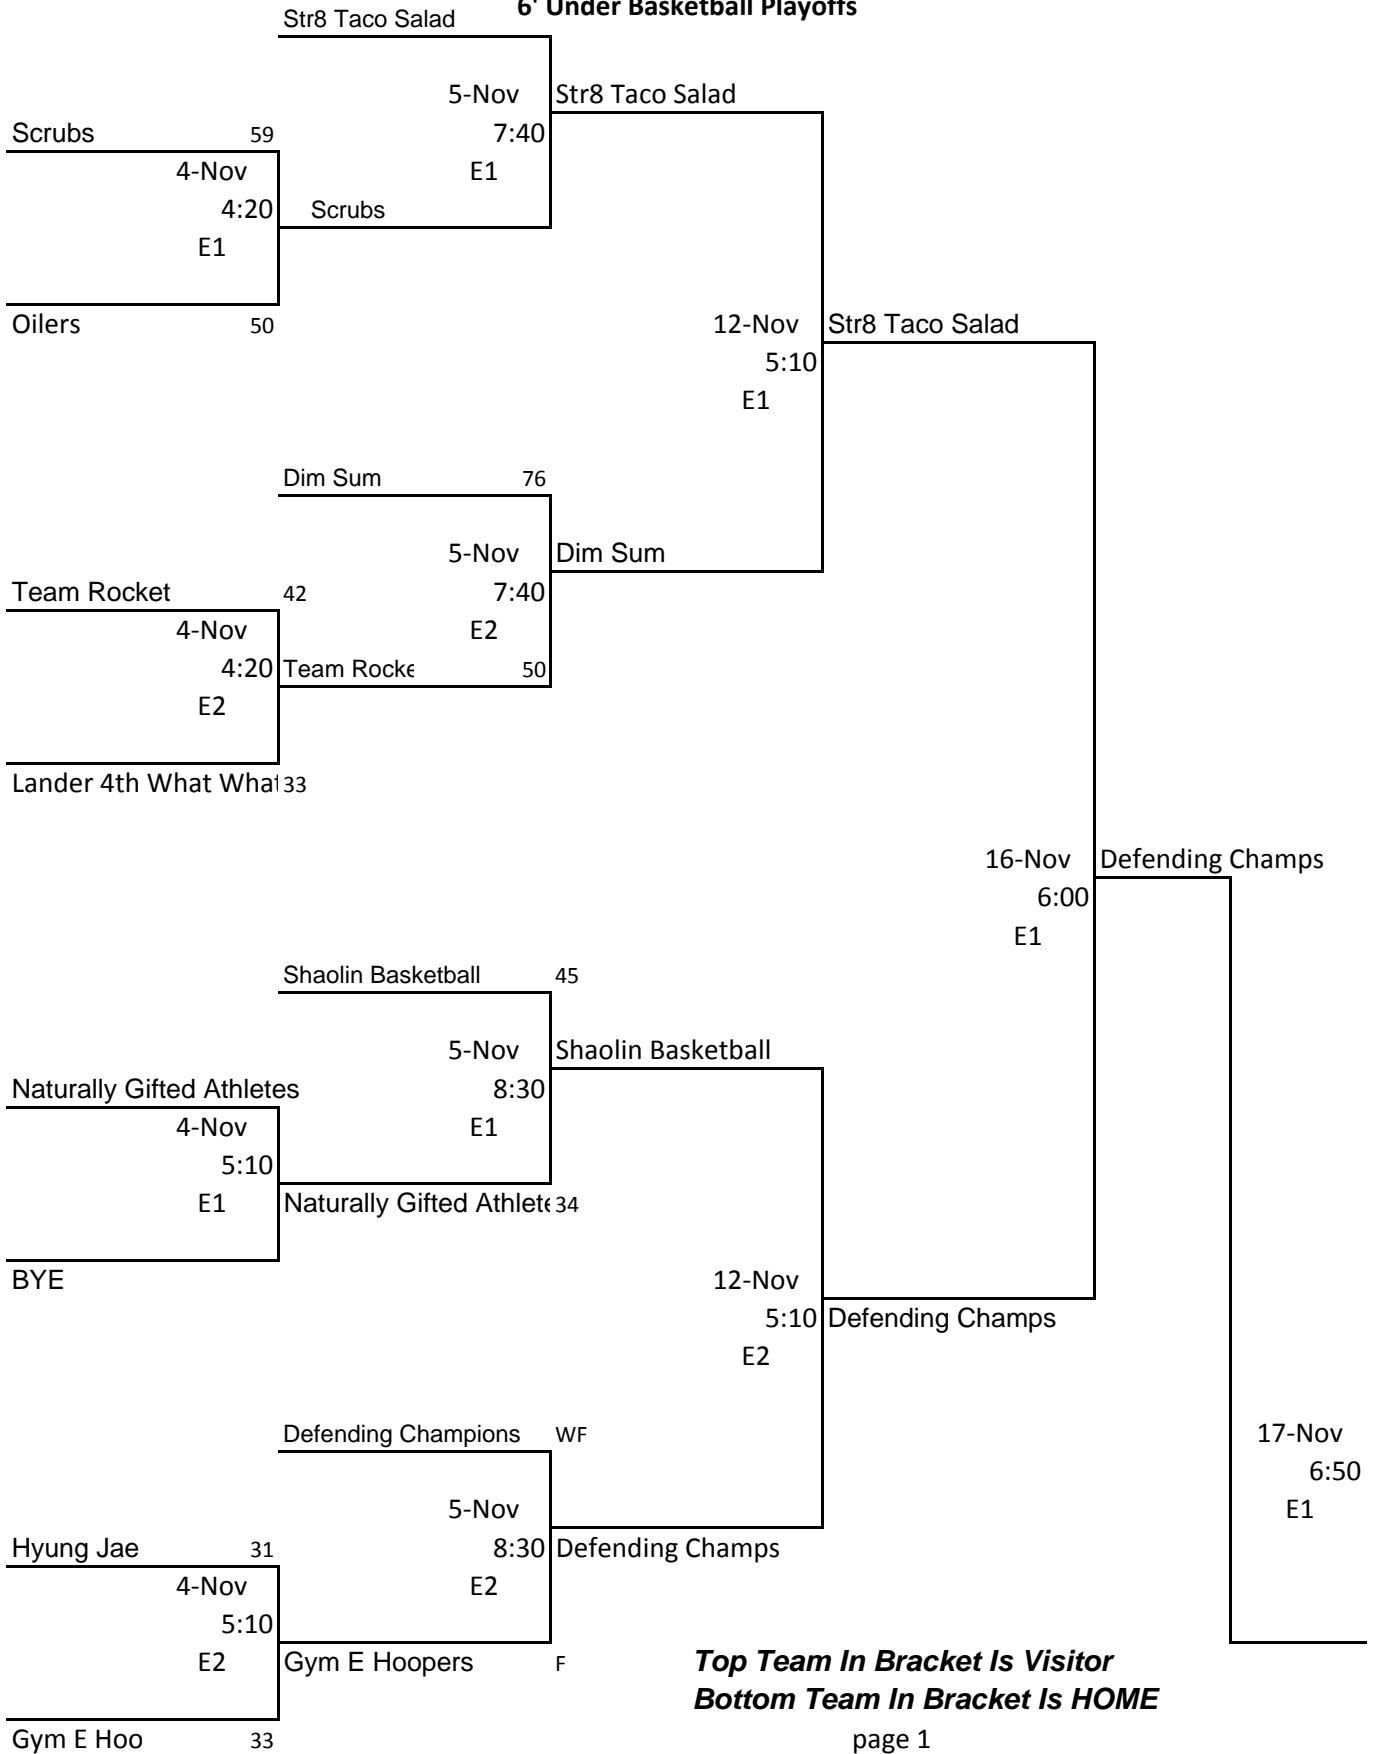 6' Under Basketball Playoffs
Str8 Taco Salad
5-Nov Str8 Taco Salad
Scrubs 59 7:40
4-Nov E1
4:20 Scrubs
E1
Oilers 50 12-Nov Str8 Taco Salad
5:10
E1
Dim Sum 76
5-Nov Dim Sum
Team Rocket 42 7:40
4-Nov E2
4:20 Team Rocke 50
E2
Lander 4th What What 33
16-Nov Defending Champs
6:00
E1
Shaolin Basketball 45
5-Nov Shaolin Basketball
Naturally Gifted Athletes 8:30
4-Nov E1
5:10
E1 Naturally Gifted Athlete 34
BYE 12-Nov
5:10 Defending Champs
E2
Defending Champions WF 17-Nov
6:50
5-Nov E1
Hyung Jae 31 8:30 Defending Champs
4-Nov E2
5:10
E2 Gym E Hoopers F Top Team In Bracket Is Visitor
Bottom Team In Bracket Is HOME
Gym E Hoo 33 page 1